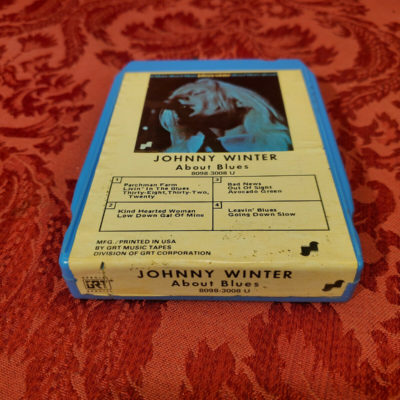 JOHNNY WINTER
About Blues
8098-3008 U
1
Parchman Farm
Livin' In The Blues
Thirty-Eight,Thirty-Two,
Twenty
3
Bad News
Out Of Sight
Avocado Green
2
Kind Hearted Woman
Low Down Gal Of Mine
4
Leavin' Blues
Going Down Slow
MFG./PRINTED IN USA
BY GRT MUSIC TAPES
DIVISION OF GRT CORPORATION
GRT
JOHNNY WINTER
About Blues
8098-3008 U